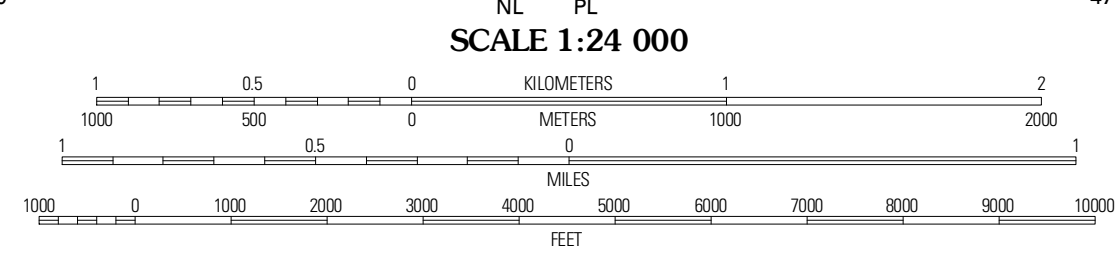 NL PL
SCALE 1:24 000
1 0.5 0 KILOMETERS 1 2
1000 500 0 METERS 1000 2000
1 0.5 0 1
MILES
1000 0 1000 2000 3000 4000 5000 6000 7000 8000 9000 10000
FEET